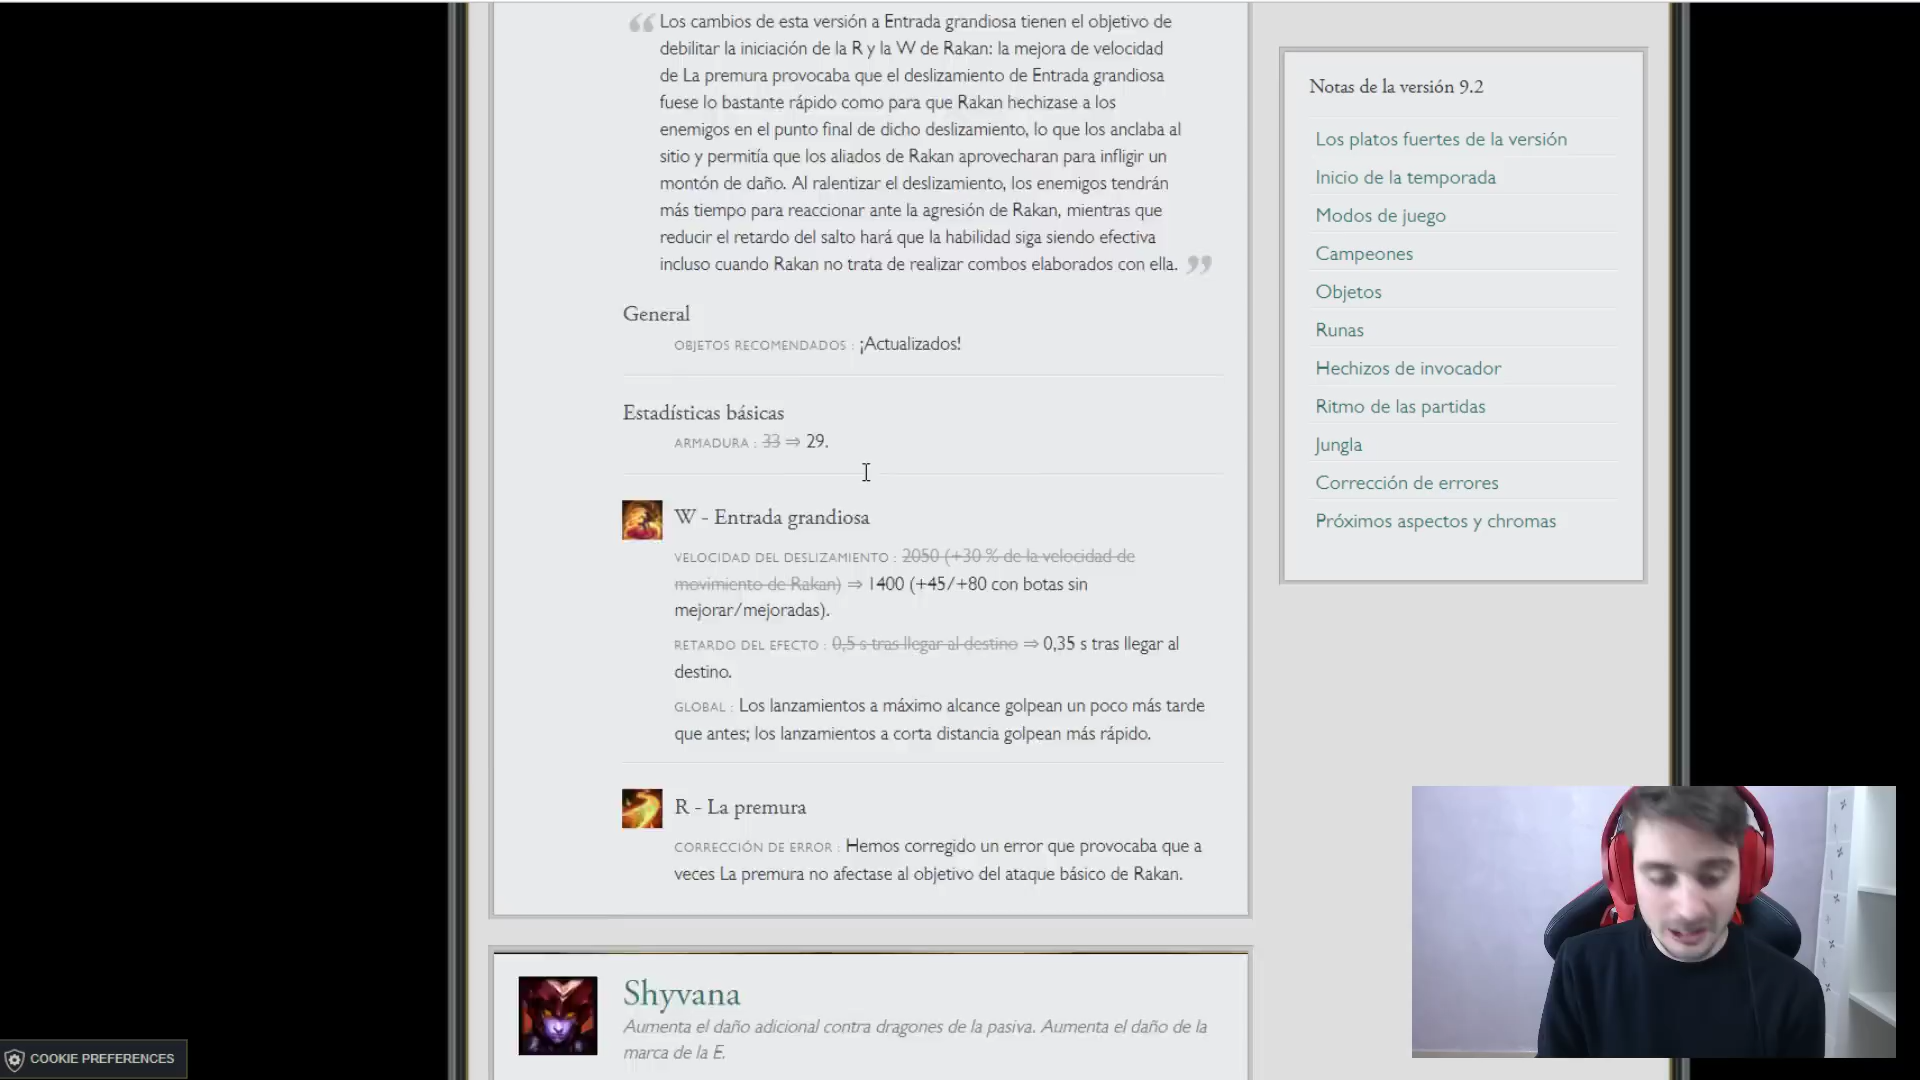 Los cambios de esta versión a Entrada grandiosa tienen el objetivo de
debilitar la iniciación de la R y la W de Rakan: la mejora de velocidad
de La premura provocaba que el deslizamiento de Entrada grandiosa
fuese lo bastante rápido como para que Rakan hechizase a los
enemigos en el punto final de dicho deslizamiento, lo que los anclaba al
sitio y permitía que los aliados de Rakan aprovecharan para infligir un
montón de daño. Al ralentizar el deslizamiento, los enemigos tendrán
más tiempo para reaccionar ante la agresión de Rakan, mientras que
reducir el retardo del salto hará que la habilidad siga siendo efectiva
incluso cuando Rakan no trata de realizar combos elaborados con ella.
General
OBJETOS RECOMENDADOS : ¡Actualizados!
Estadísticas básicas
ARMADURA : 33 ⇒ 29.
W - Entrada grandiosa
VELOCIDAD DEL DESLIZAMIENTO : 2050 (+30 % de la velocidad de
movimiento de Rakan) ⇒ 1400 (+45/+80 con botas sin
mejorar/mejoradas).
RETARDO DEL EFECTO : 0,5 s tras llegar al destino ⇒ 0,35 s tras llegar al
destino.
GLOBAL : Los lanzamientos a máximo alcance golpean un poco más tarde
que antes; los lanzamientos a corta distancia golpean más rápido.
R - La premura
CORRECCIÓN DE ERROR : Hemos corregido un error que provocaba que a
veces La premura no afectase al objetivo del ataque básico de Rakan.
Shyvana
Aumenta el daño adicional contra dragones de la pasiva. Aumenta el daño de la
marca de la E.
Notas de la versión 9.2
Los platos fuertes de la versión
Inicio de la temporada
Modos de juego
Campeones
Objetos
Runas
Hechizos de invocador
Ritmo de las partidas
Jungla
Corrección de errores
Próximos aspectos y chromas
COOKIE PREFERENCES